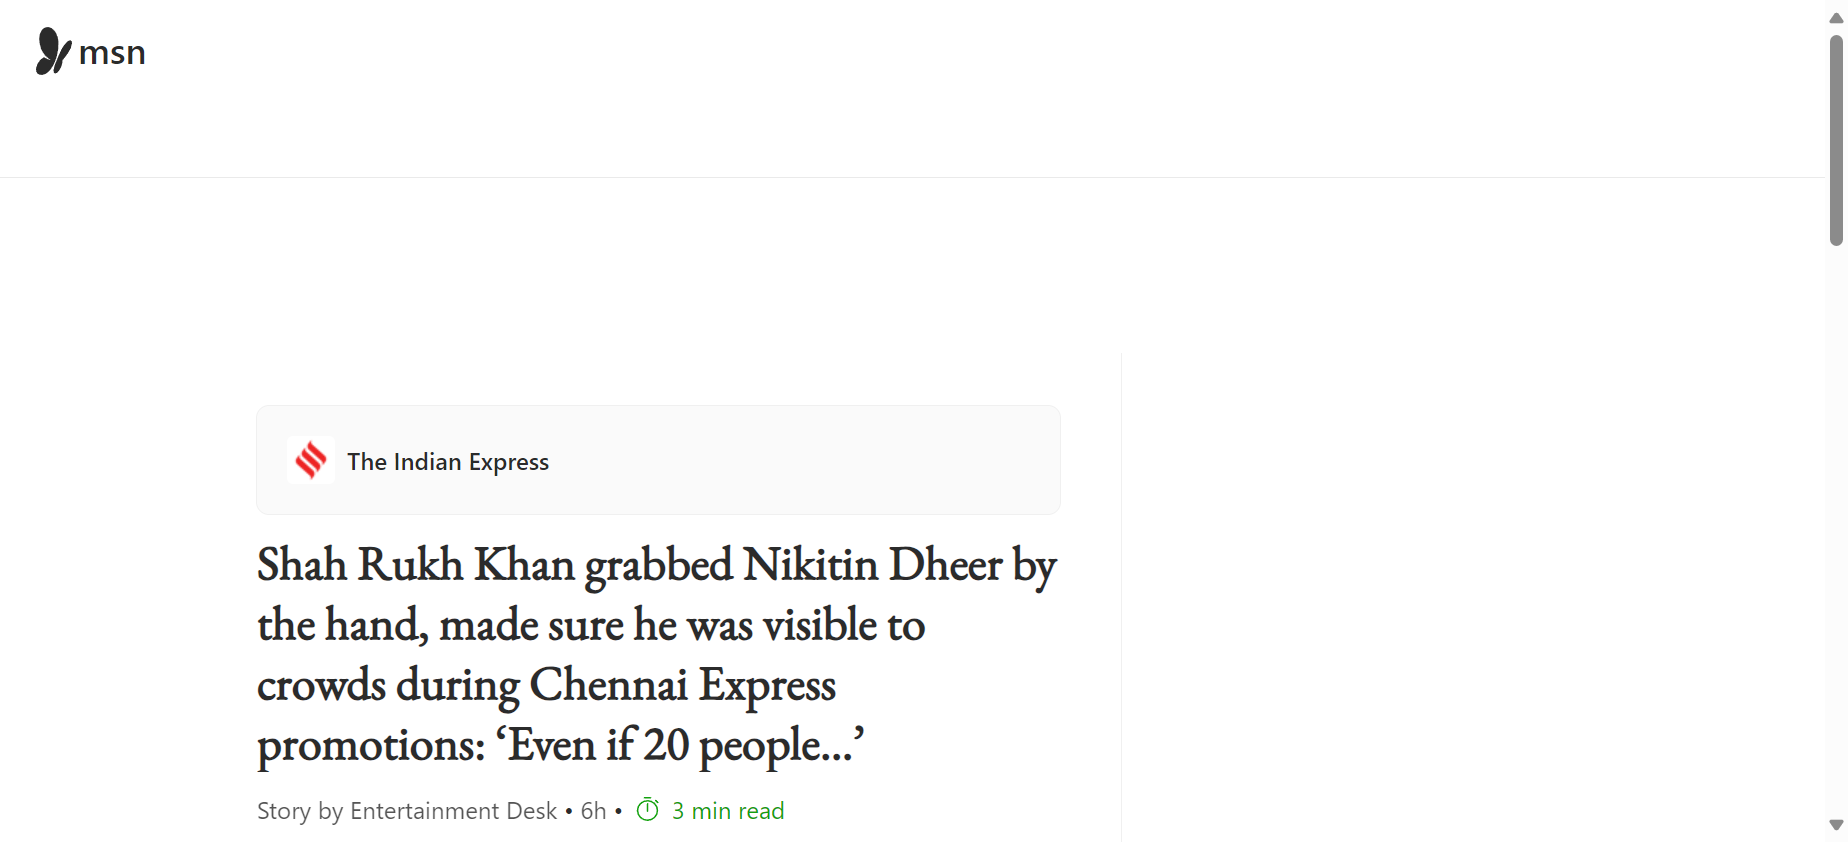 msn
The Indian Express
Shah Rukh Khan grabbed Nikitin Dheer by
the hand, made sure he was visible to
crowds during Chennai Express
promotions: ‘Even if 20 people...’
Story by Entertainment Desk • 6h • 3 min read